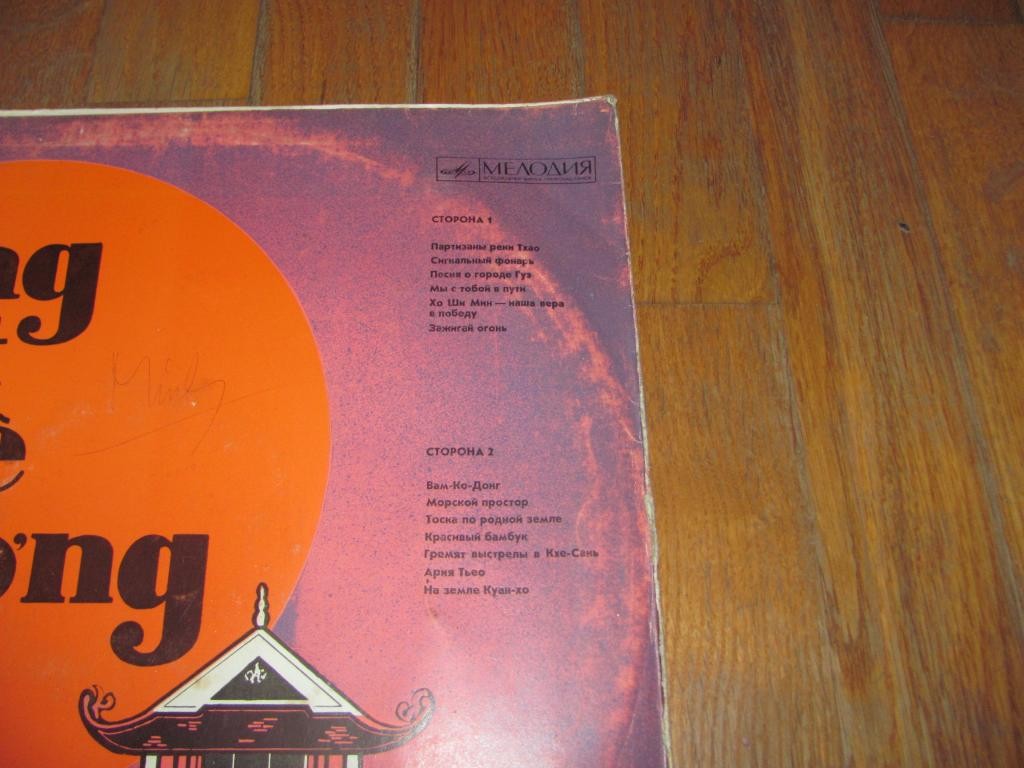 МЕЛОДИЯ
СТОРОНА 1
Партизаны реки Тхао
Сигнальный фонарь
Песня о городе Гуэ
Мы с тобой в пути
Хо Ши Мин — наша вера
в победу
Зажигай огонь
ng
è
ơng
СТОРОНА 2
Вам-Ко-Донг
Морской простор
Тоска по родной земле
Красивый бамбук
Гремят выстрелы в Кхе-Сань
Ария Тьео
На земле Куан-хо